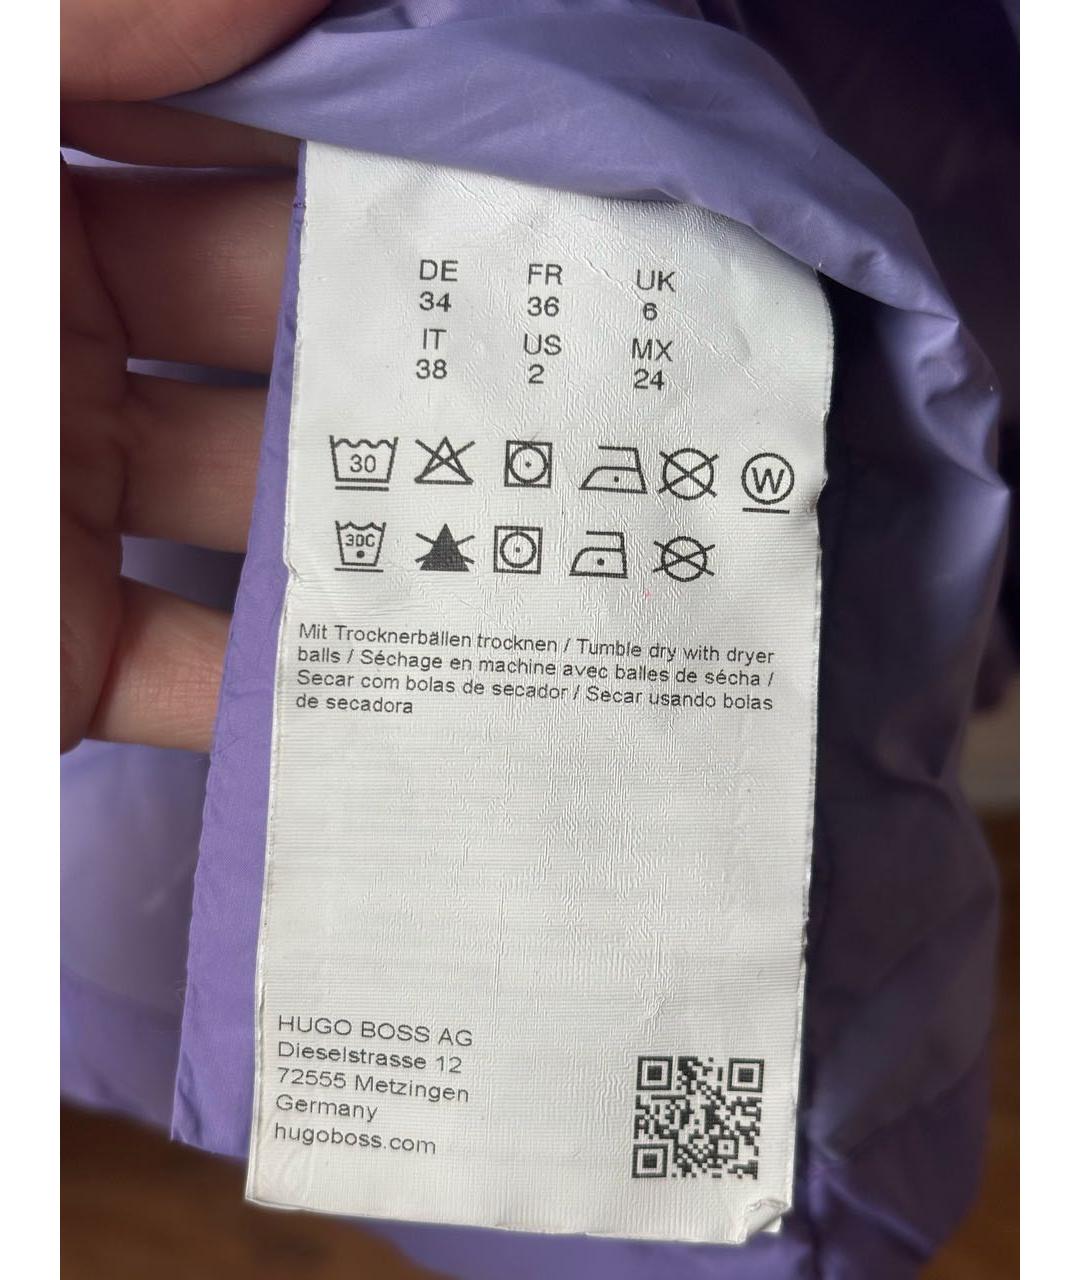 DE FR UK
34 36 6
IT US MX
38 2 24
30 W
30C
Mit Trocknerbällen trocknen / Tumble dry with dryer
balls / Séchage en machine avec balles de sécha /
Secar com bolas de secador / Secar usando bolas
de secadora
HUGO BOSS AG
Dieselstrasse 12
72555 Metzingen
Germany
hugoboss.com